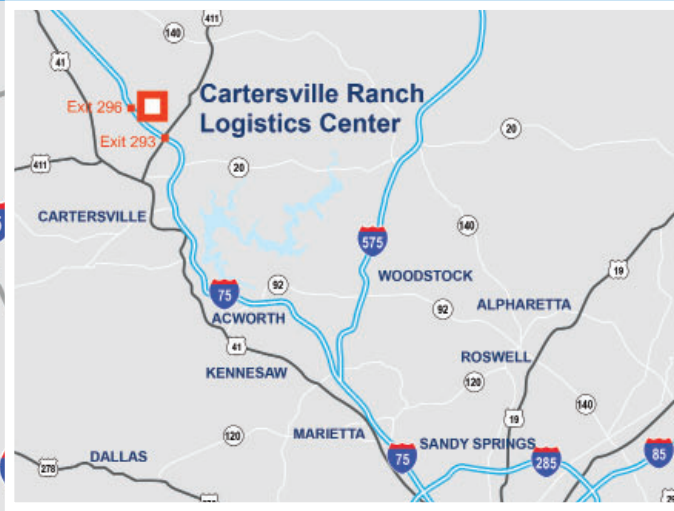 411
140
41
Exit 296
Cartersville Ranch
Logistics Center
Exit 293
20
411
20
CARTERSVILLE
140
575
19
WOODSTOCK
92
75
ALPHARETTA
92
ACWORTH
41
ROSWELL
KENNESAW
120
140
19
120
MARIETTA
SANDY SPRINGS
DALLAS
75
285
85
278